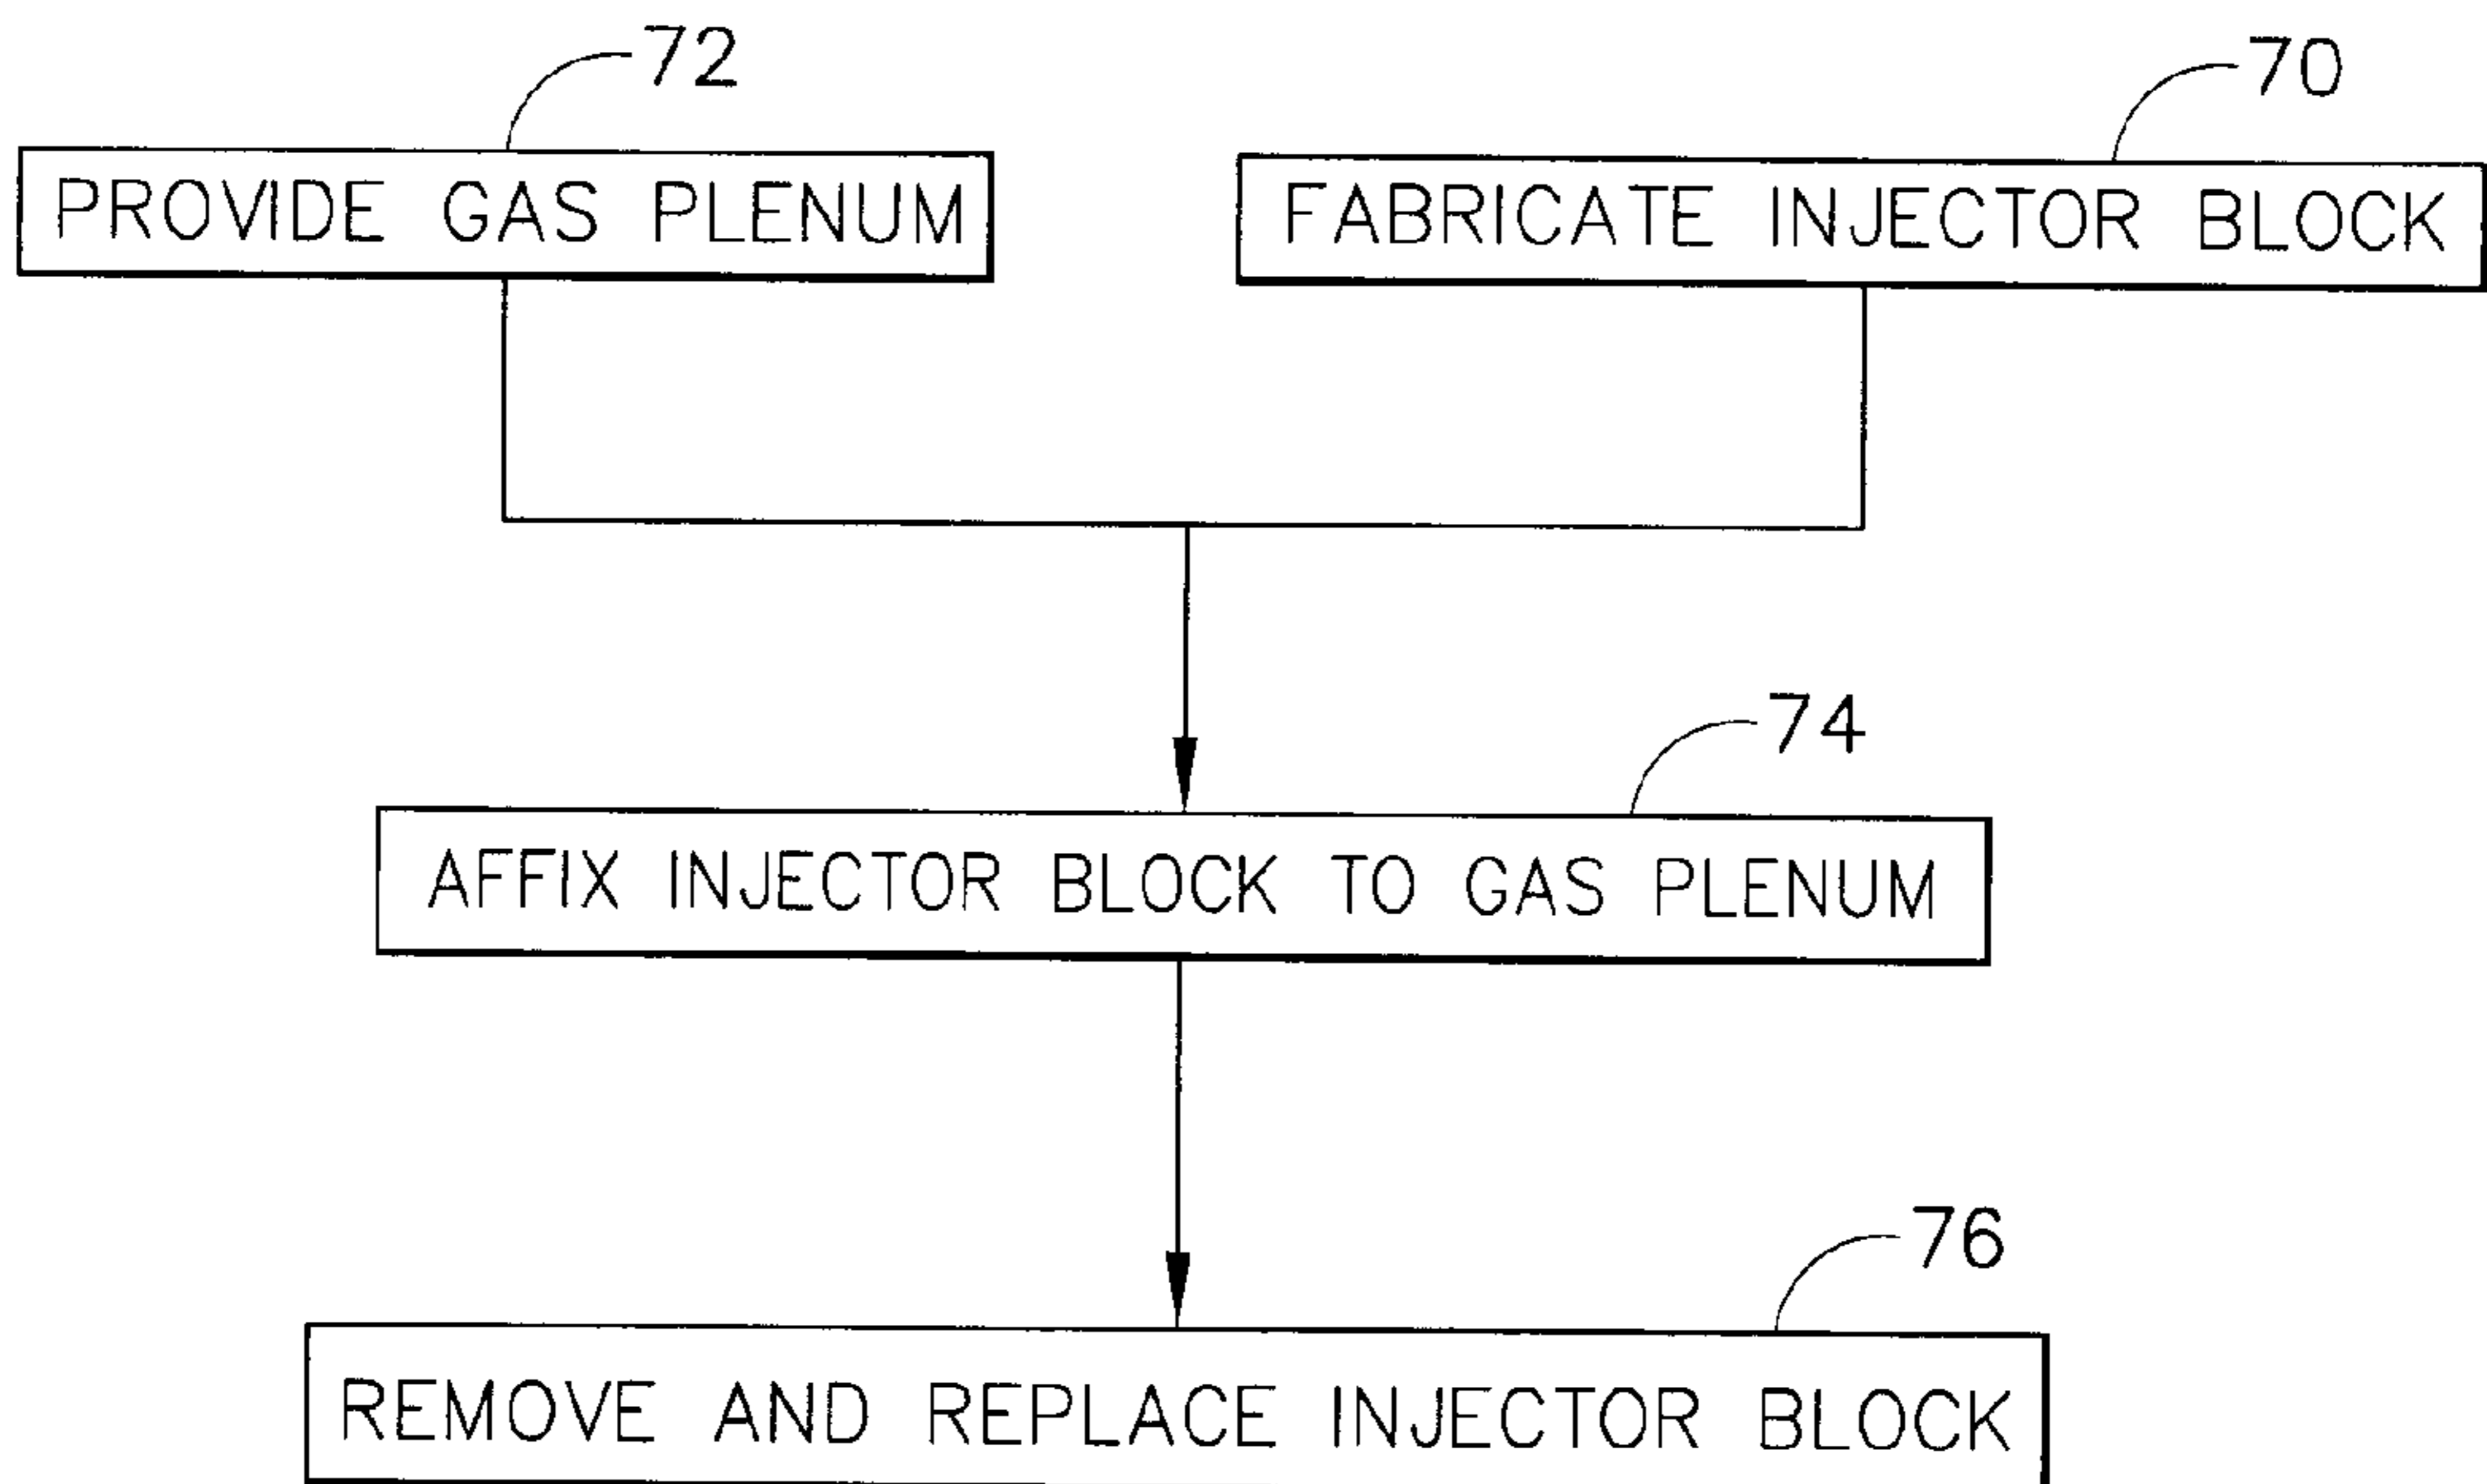 72
70
PROVIDE GAS PLENUM
FABRICATE INJECTOR BLOCK
74
AFFIX INJECTOR BLOCK TO GAS PLENUM
76
REMOVE AND REPLACE INJECTOR BLOCK